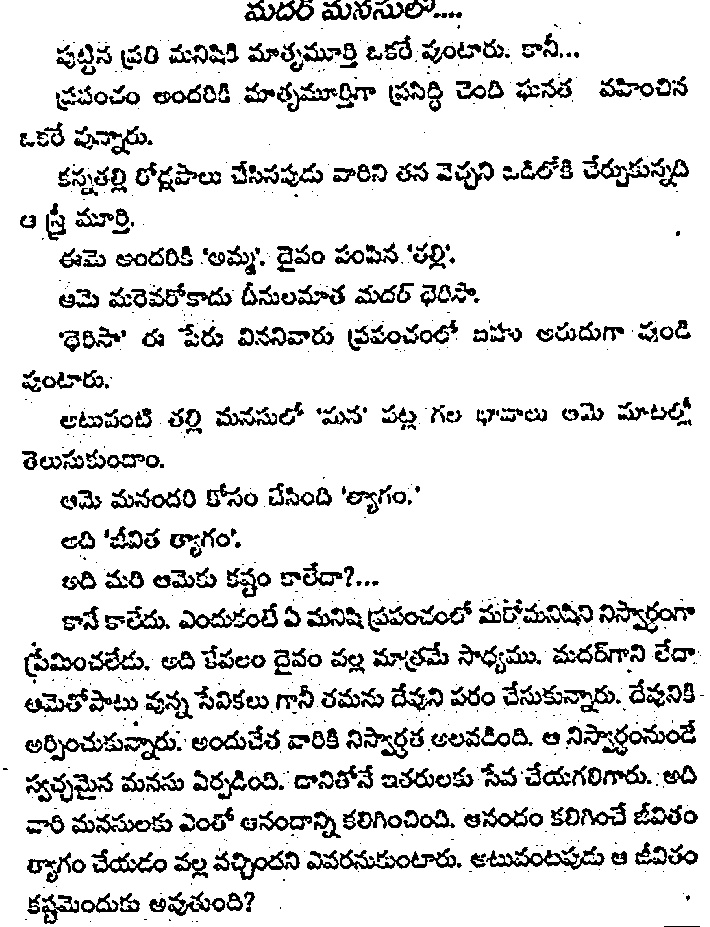 మదర్ మనసులో....
పుట్టిన ప్రతి మనిషికి మాతృమూర్తి ఒకరే వుంటారు. కానీ...
ప్రపంచం అందరికి మాతృమూర్తిగా ప్రసిద్ధి చెంది ఘనత వహించిన
ఒకరే వున్నారు.
కన్నతల్లి రోడ్లపాలు చేసినపుడు వారిని తన వెచ్చని ఒడిలోకి చేర్చుకున్నది
ఆ స్త్రీ మూర్తి.
ఈమె అందరికి 'అమ్మ'. దైవం పంపిన 'తల్లి'.
ఆమె మరెవరోకాదు దీనులమాత మదర్ థెరిసా.
'థెరిసా' ఈ పేరు విననివారు ప్రపంచంలో బహు అరుదుగా వుండి
వుంటారు.
అటువంటి తల్లి మనసులో 'మన' పట్ల గల భావాలు ఆమె మాటల్లో
తెలుసుకుందాం.
ఆమె మనందరి కోసం చేసింది 'త్యాగం.'
అది 'జీవిత త్యాగం'.
అది మరి ఆమెకు కష్టం కాలేదా?...
కానే కాలేదు. ఎందుకంటే ఏ మనిషి ప్రపంచంలో మరోమనిషిని నిస్వార్థంగా
ప్రేమించలేడు. అది కేవలం దైవం వల్ల మాత్రమే సాధ్యము. మదర్‌గాని లేదా
ఆమెతోపాటు వున్న సేవికలు గానీ తమను దేవుని పరం చేసుకున్నారు. దేవునికి
అర్పించుకున్నారు. అందుచేత వారికి నిస్వార్థత అలవడింది. ఆ నిస్వార్థంనుండే
స్వచ్ఛమైన మనసు ఏర్పడింది. దానితోనే ఇతరులకు సేవ చేయగలిగారు. అది
వారి మనసులకు ఎంతో ఆనందాన్ని కలిగించింది. ఆనందం కలిగించే జీవితం
త్యాగం చేయడం వల్ల వచ్చిందని ఎవరనుకుంటారు. అటువంటపుడు ఆ జీవితం
కష్టమెందుకు అవుతుంది?